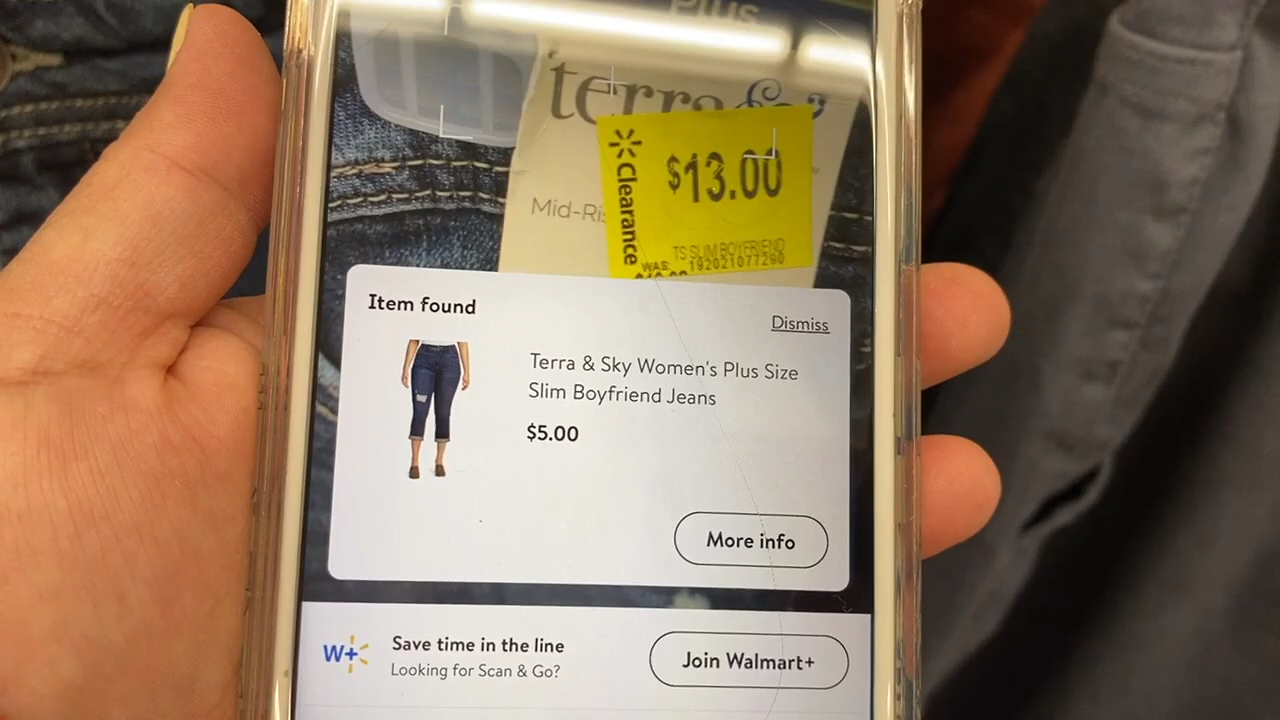 Plus
terra &
Mid-Ri
Clearance
$13.00
TS SLIM BOYFRIEND
WAS: 192021077290
Item found
Dismiss
Terra & Sky Women's Plus Size
Slim Boyfriend Jeans
$5.00
More info
W+
Save time in the line
Looking for Scan & Go?
Join Walmart+